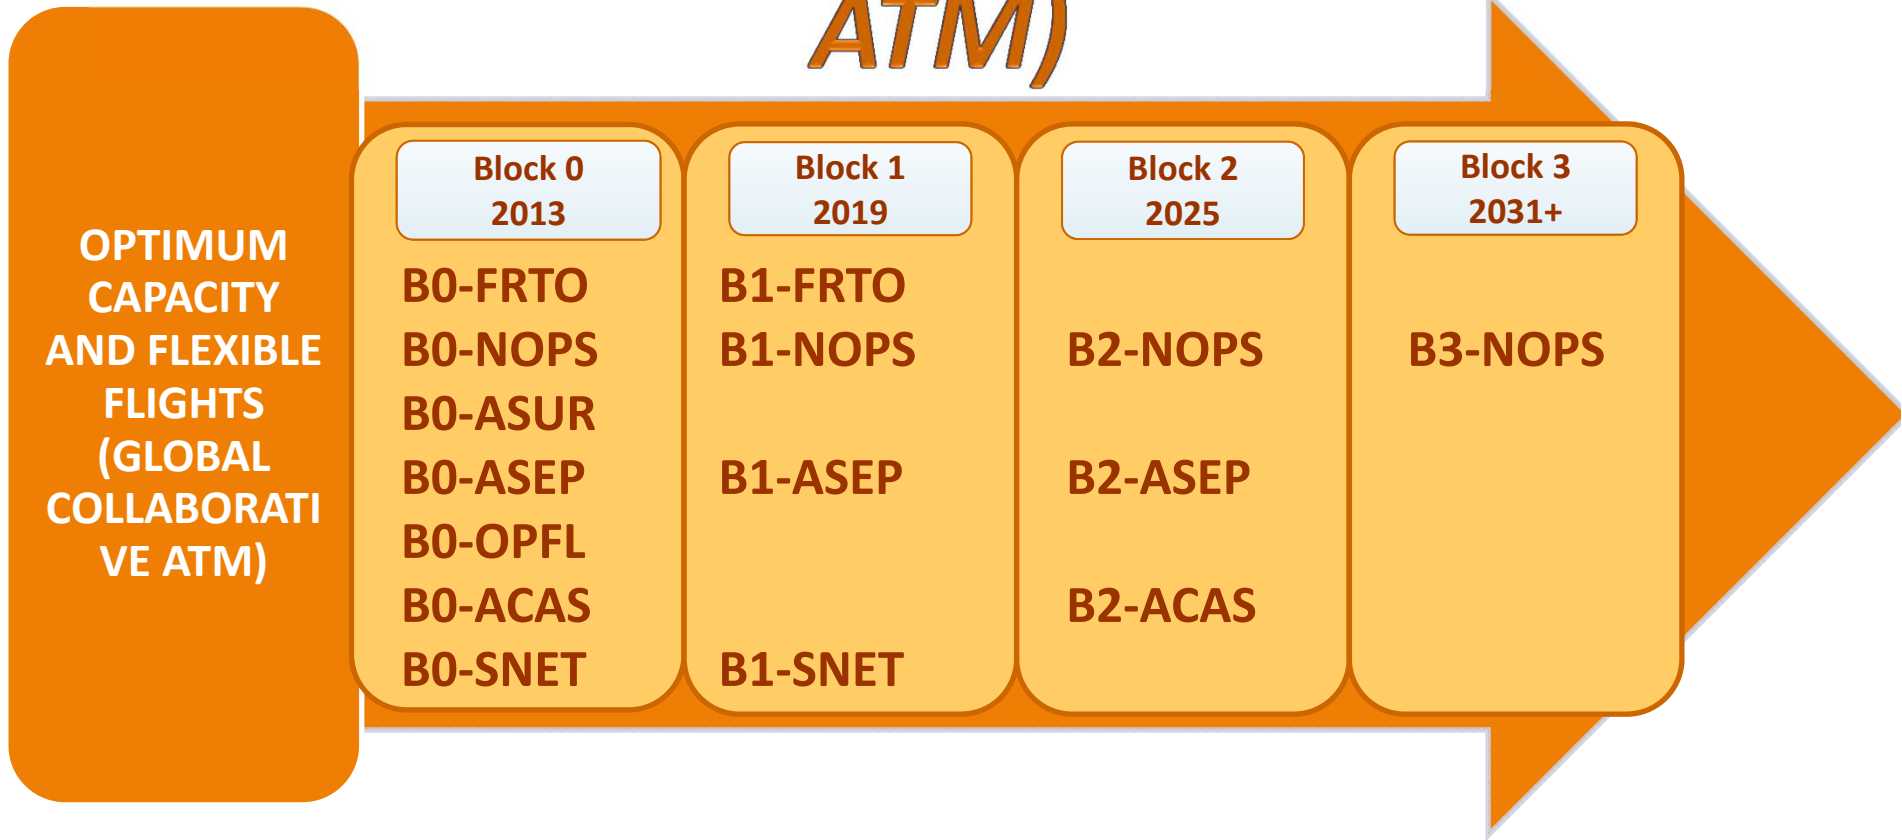 ATM)
OPTIMUM
CAPACITY
AND FLEXIBLE
FLIGHTS
(GLOBAL
COLLABORATI
VE ATM)
Block 0
2013
B0-FRTO
B0-NOPS
B0-ASUR
B0-ASEP
B0-OPFL
B0-ACAS
B0-SNET
Block 1
2019
B1-FRTO
B1-NOPS
B1-ASEP
B1-SNET
Block 2
2025
B2-NOPS
B2-ASEP
B2-ACAS
Block 3
2031+
B3-NOPS